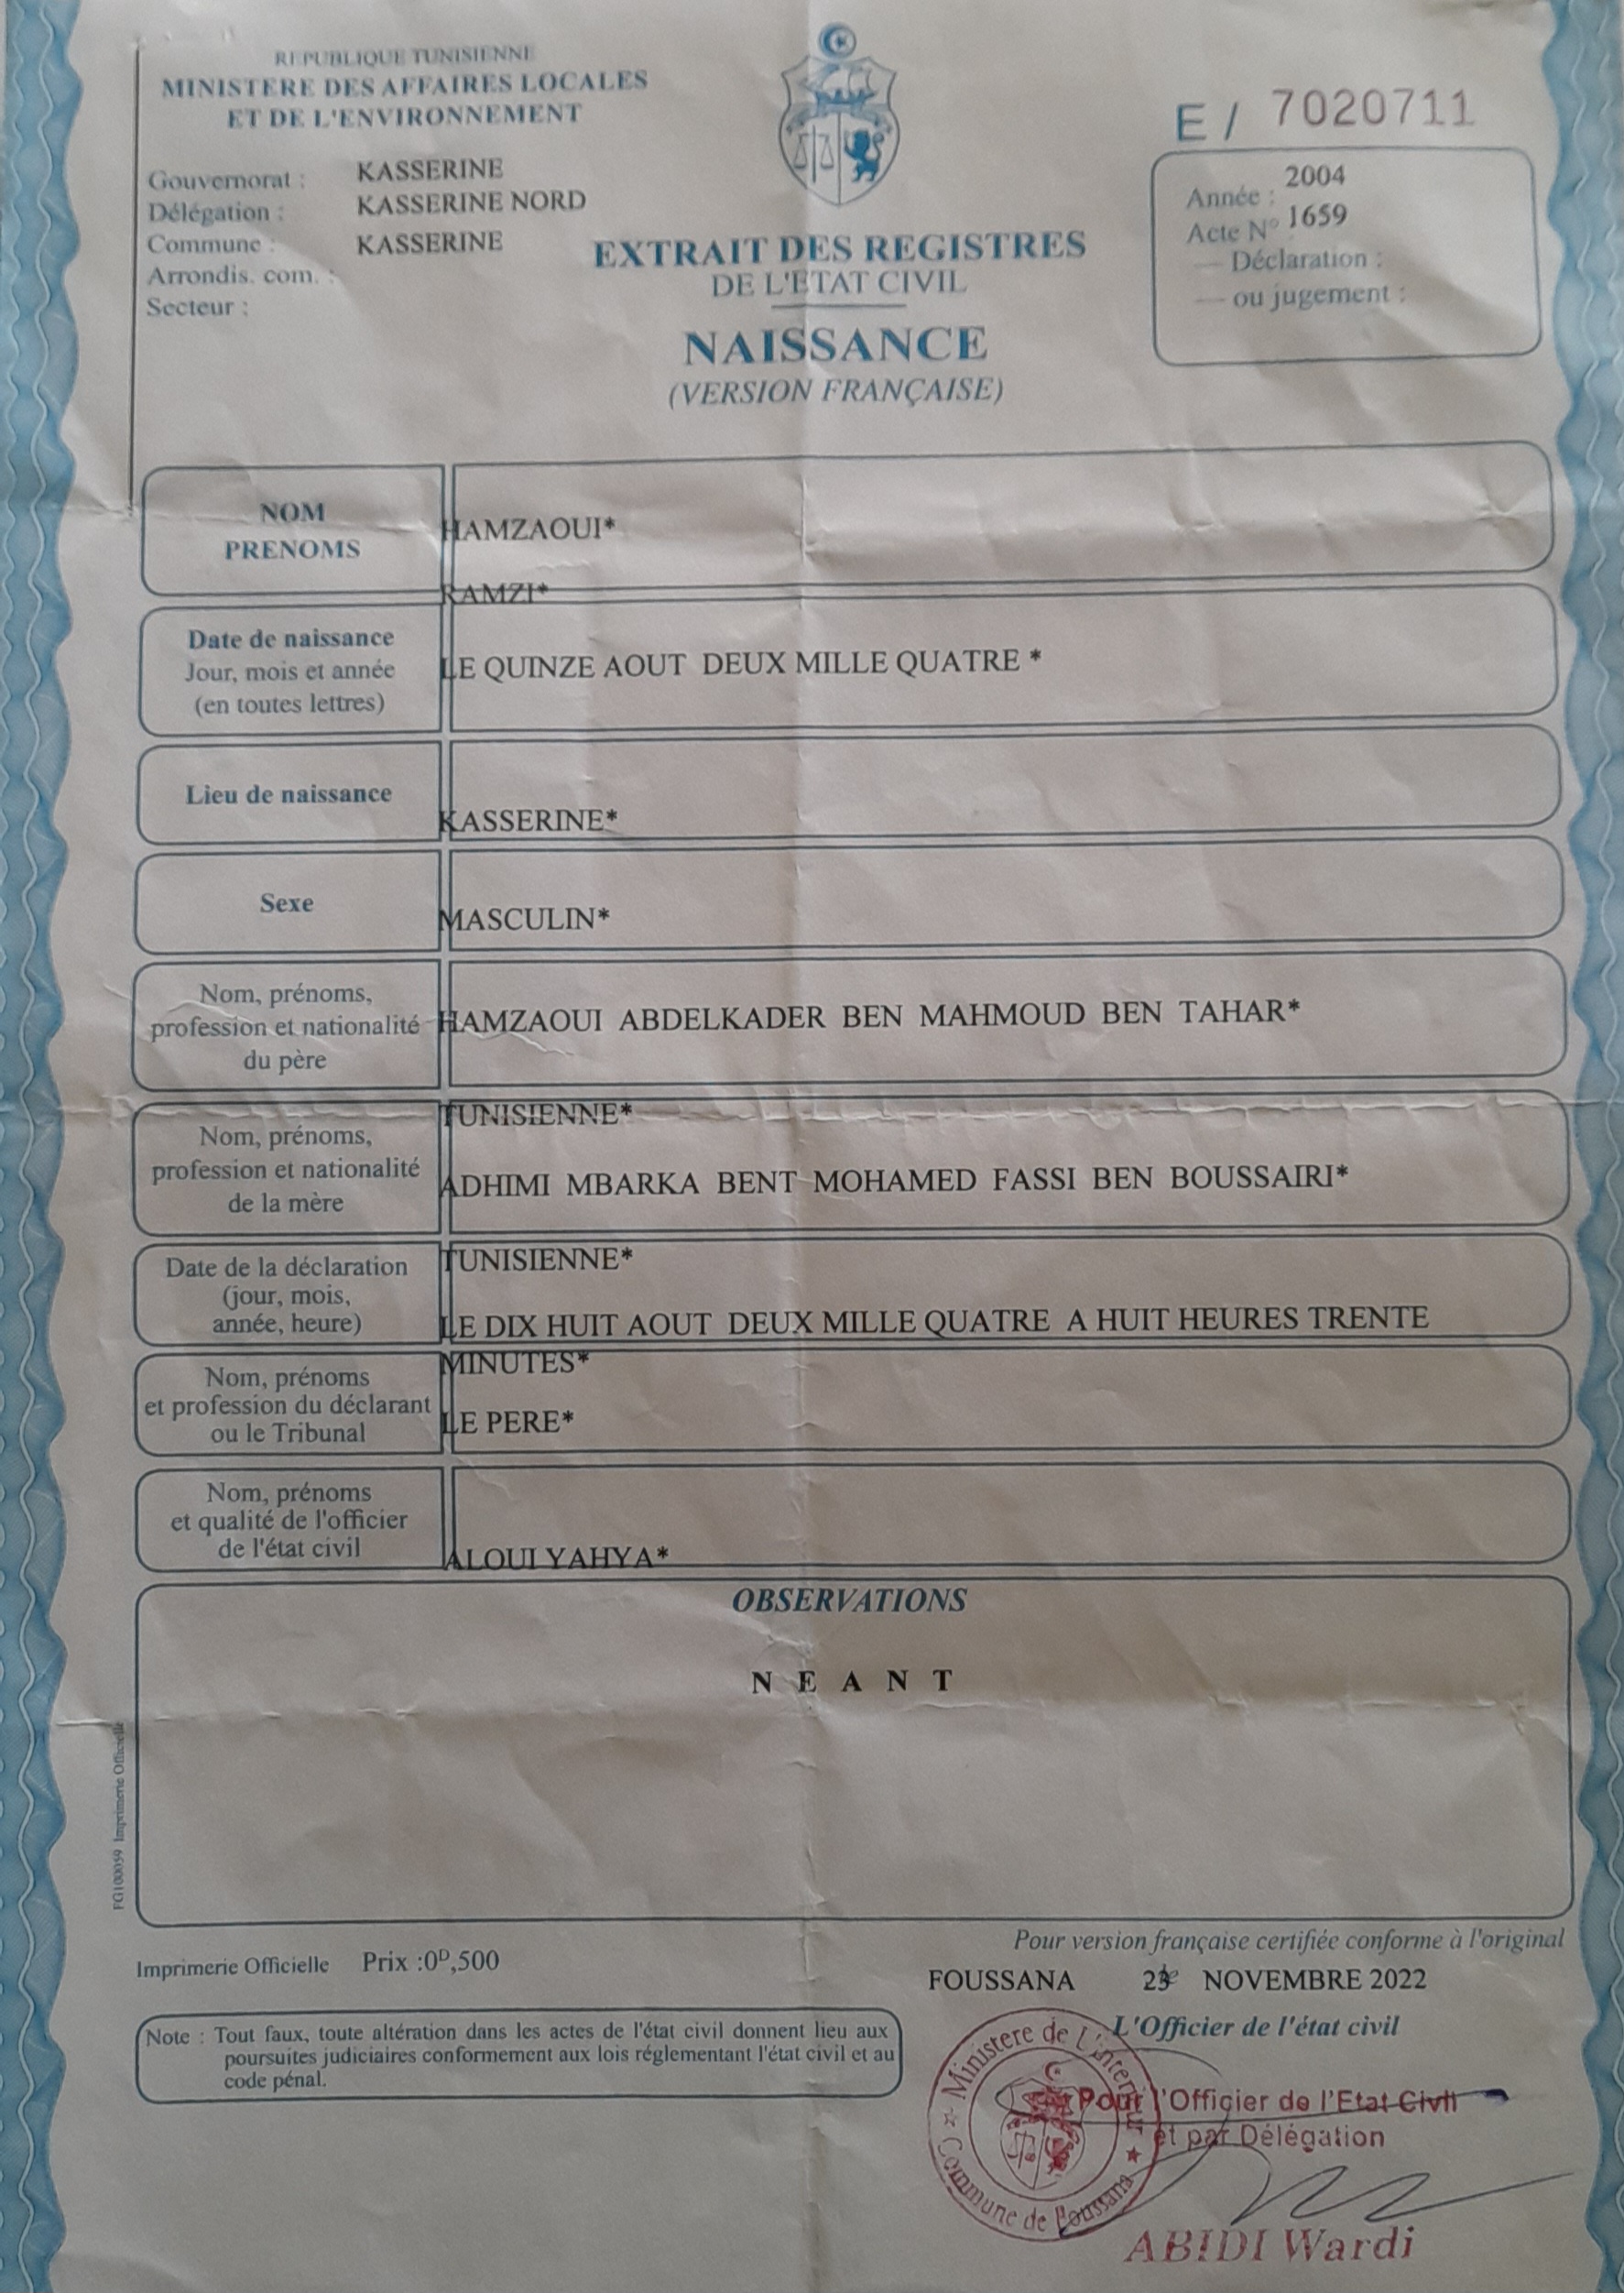 REPUBLIQUE TUNISIENNE
MINISTERE DES AFFAIRES LOCALES
ET DE L'ENVIRONNEMENT
Gouvernorat : KASSERINE
Délégation : KASSERINE NORD
Commune : KASSERINE
Arrondis. com. :
Secteur :
E / 7020711
Année : 2004
Acte N° 1659
— Déclaration :
— ou jugement :
EXTRAIT DES REGISTRES
DE L'ETAT CIVIL
NAISSANCE
(VERSION FRANÇAISE)
NOM
PRENOMS
HAMZAOUI*
RAMZI*
Date de naissance
Jour, mois et année
(en toutes lettres)
LE QUINZE AOUT DEUX MILLE QUATRE *
Lieu de naissance
KASSERINE*
Sexe
MASCULIN*
Nom, prénoms,
profession et nationalité
du père
HAMZAOUI ABDELKADER BEN MAHMOUD BEN TAHAR*
TUNISIENNE*
Nom, prénoms,
profession et nationalité
de la mère
ADHIMI MBARKA BENT MOHAMED FASSI BEN BOUSSAIRI*
TUNISIENNE*
Date de la déclaration
(jour, mois,
année, heure)
LE DIX HUIT AOUT DEUX MILLE QUATRE A HUIT HEURES TRENTE
MINUTES*
Nom, prénoms
et profession du déclarant
ou le Tribunal
LE PERE*
Nom, prénoms
et qualité de l'officier
de l'état civil
ALOUI YAHYA*
OBSERVATIONS
N E A N T
FG100059 Imprimerie Officielle
Imprimerie Officielle Prix :0ᴰ,500
Pour version française certifiée conforme à l'original
FOUSSANA NOVEMBRE 2022
L'Officier de l'état civil
Note : Tout faux, toute altération dans les actes de l'état civil donnent lieu aux
poursuites judiciaires conformement aux lois réglementant l'état civil et au
code pénal.
Ministere de L'interieur
Commune de Foussana
Pour l'Officier de l'Etat Civil
et par Délégation
ABIDI Wardi